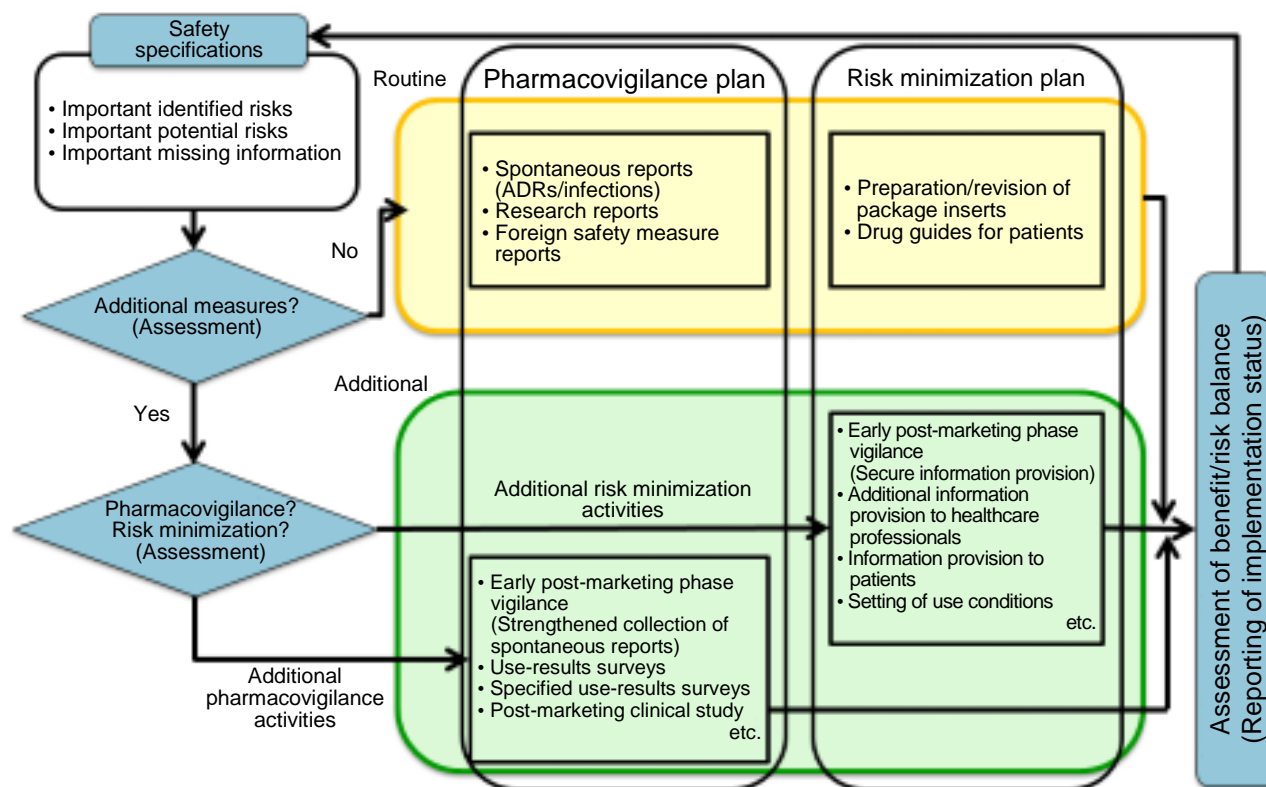 Safety
specifications
• Important identified risks
• Important potential risks
• Important missing information
Routine
Pharmacovigilance plan
Risk minimization plan
• Spontaneous reports
(ADRs/infections)
• Research reports
• Foreign safety measure
reports
• Preparation/revision of
package inserts
• Drug guides for patients
No
Additional measures?
(Assessment)
Yes
Additional
Pharmacovigilance?
Risk minimization?
(Assessment)
Additional risk minimization
activities
• Early post-marketing phase
vigilance
(Secure information provision)
• Additional information
provision to healthcare
professionals
• Information provision to
patients
• Setting of use conditions
etc.
Additional
pharmacovigilance
activities
• Early post-marketing phase
vigilance
(Strengthened collection of
spontaneous reports)
• Use-results surveys
• Specified use-results surveys
• Post-marketing clinical study
etc.
Assessment of benefit/risk balance
(Reporting of implementation status)